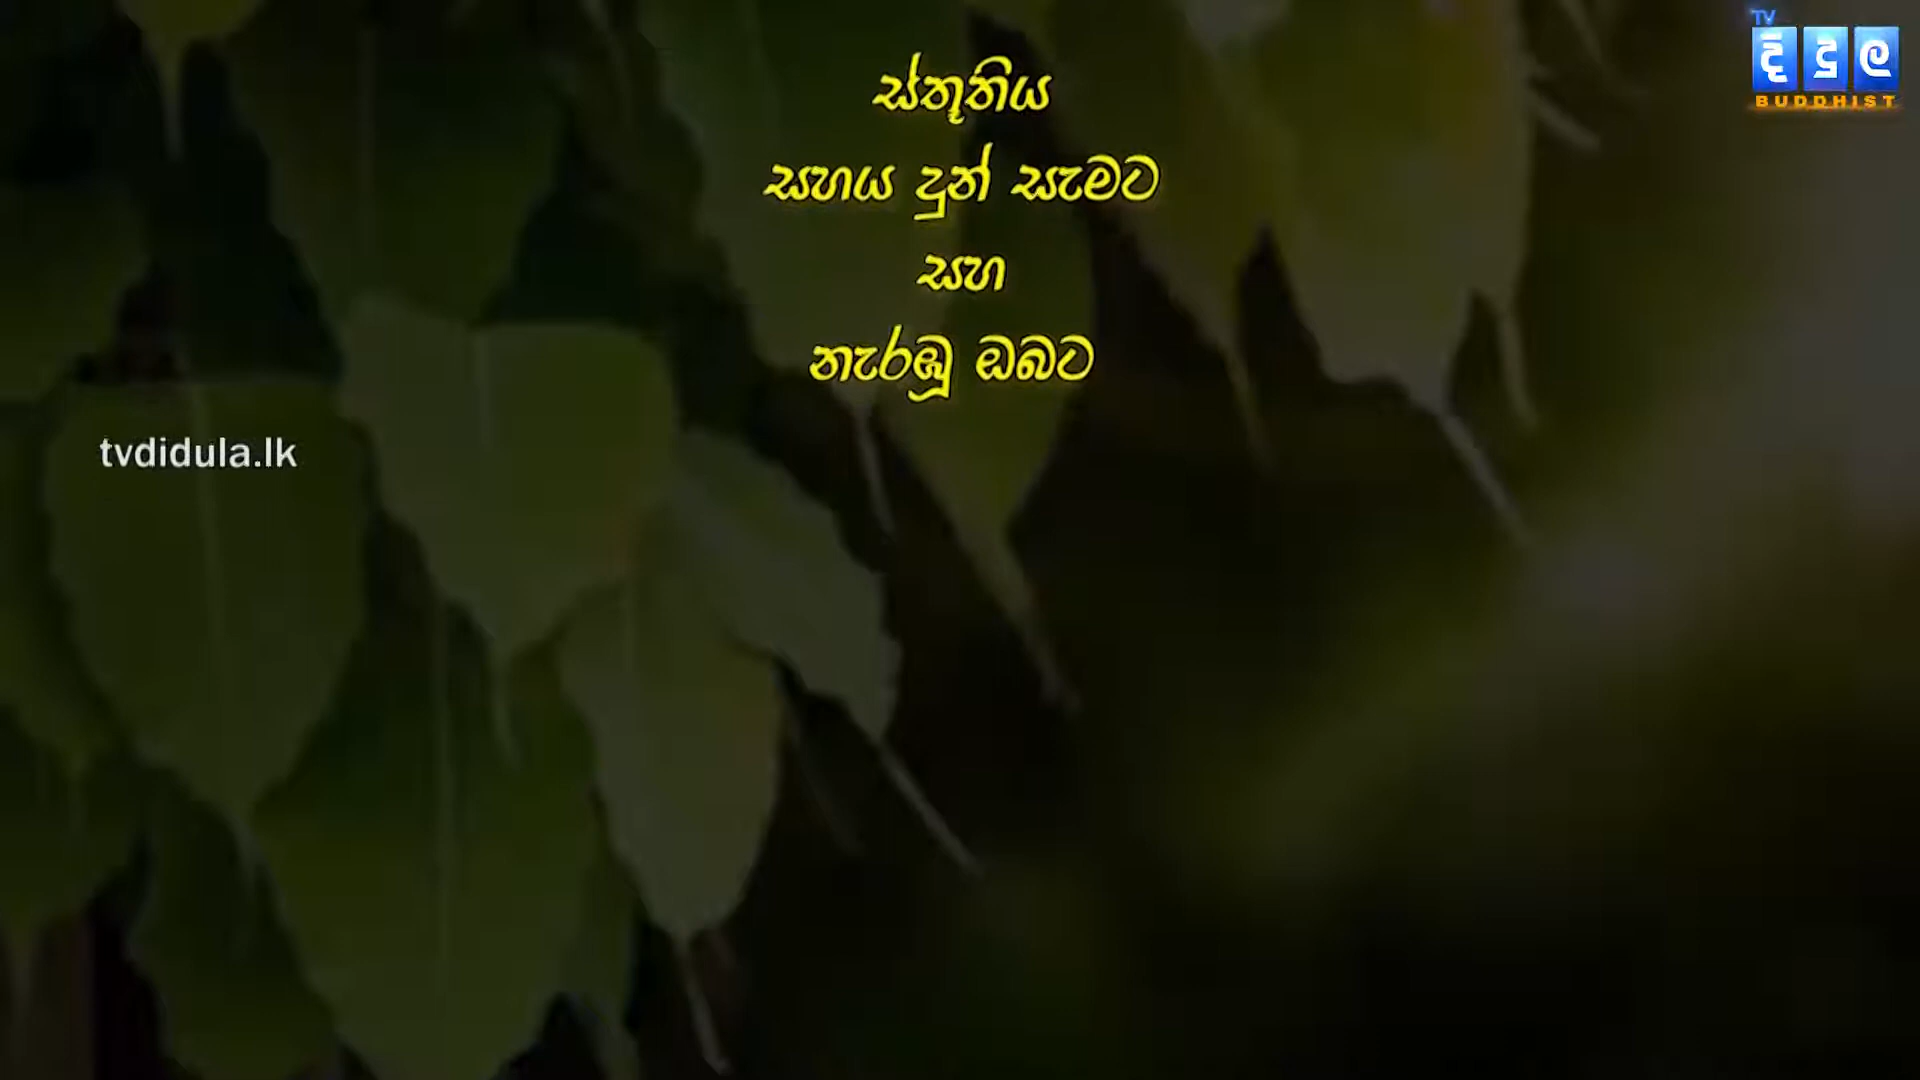 ස්තූතිය
සහය දුන් සැමට
සහ
නැරඹූ ඔබට
tvdidula.lk
TV
දිදුල
BUDDHIST